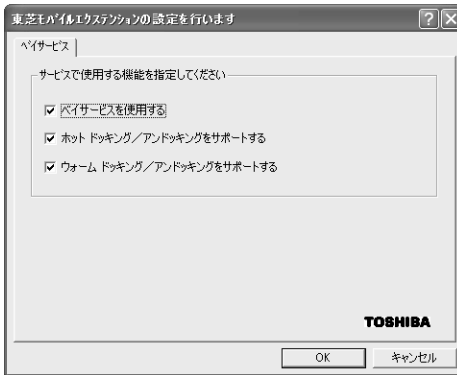 東芝ﾓﾊﾞｲﾙｴｸｽﾃﾝｼｮﾝの設定を行います
ﾍﾞｲｻｰﾋﾞｽ
サービスで使用する機能を指定してください
ベイサービスを使用する
ホット ドッキング／アンドッキングをサポートする
ウォーム ドッキング／アンドッキングをサポートする
TOSHIBA
OK
キャンセル